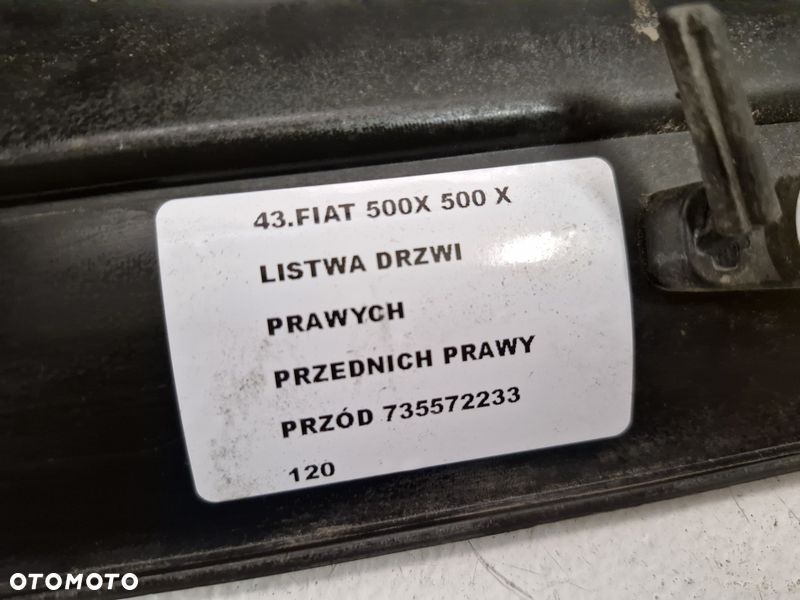 43.FIAT 500X 500 X
LISTWA DRZWI
PRAWYCH
PRZEDNICH PRAWY
PRZÓD 735572233
120
OTOMOTO